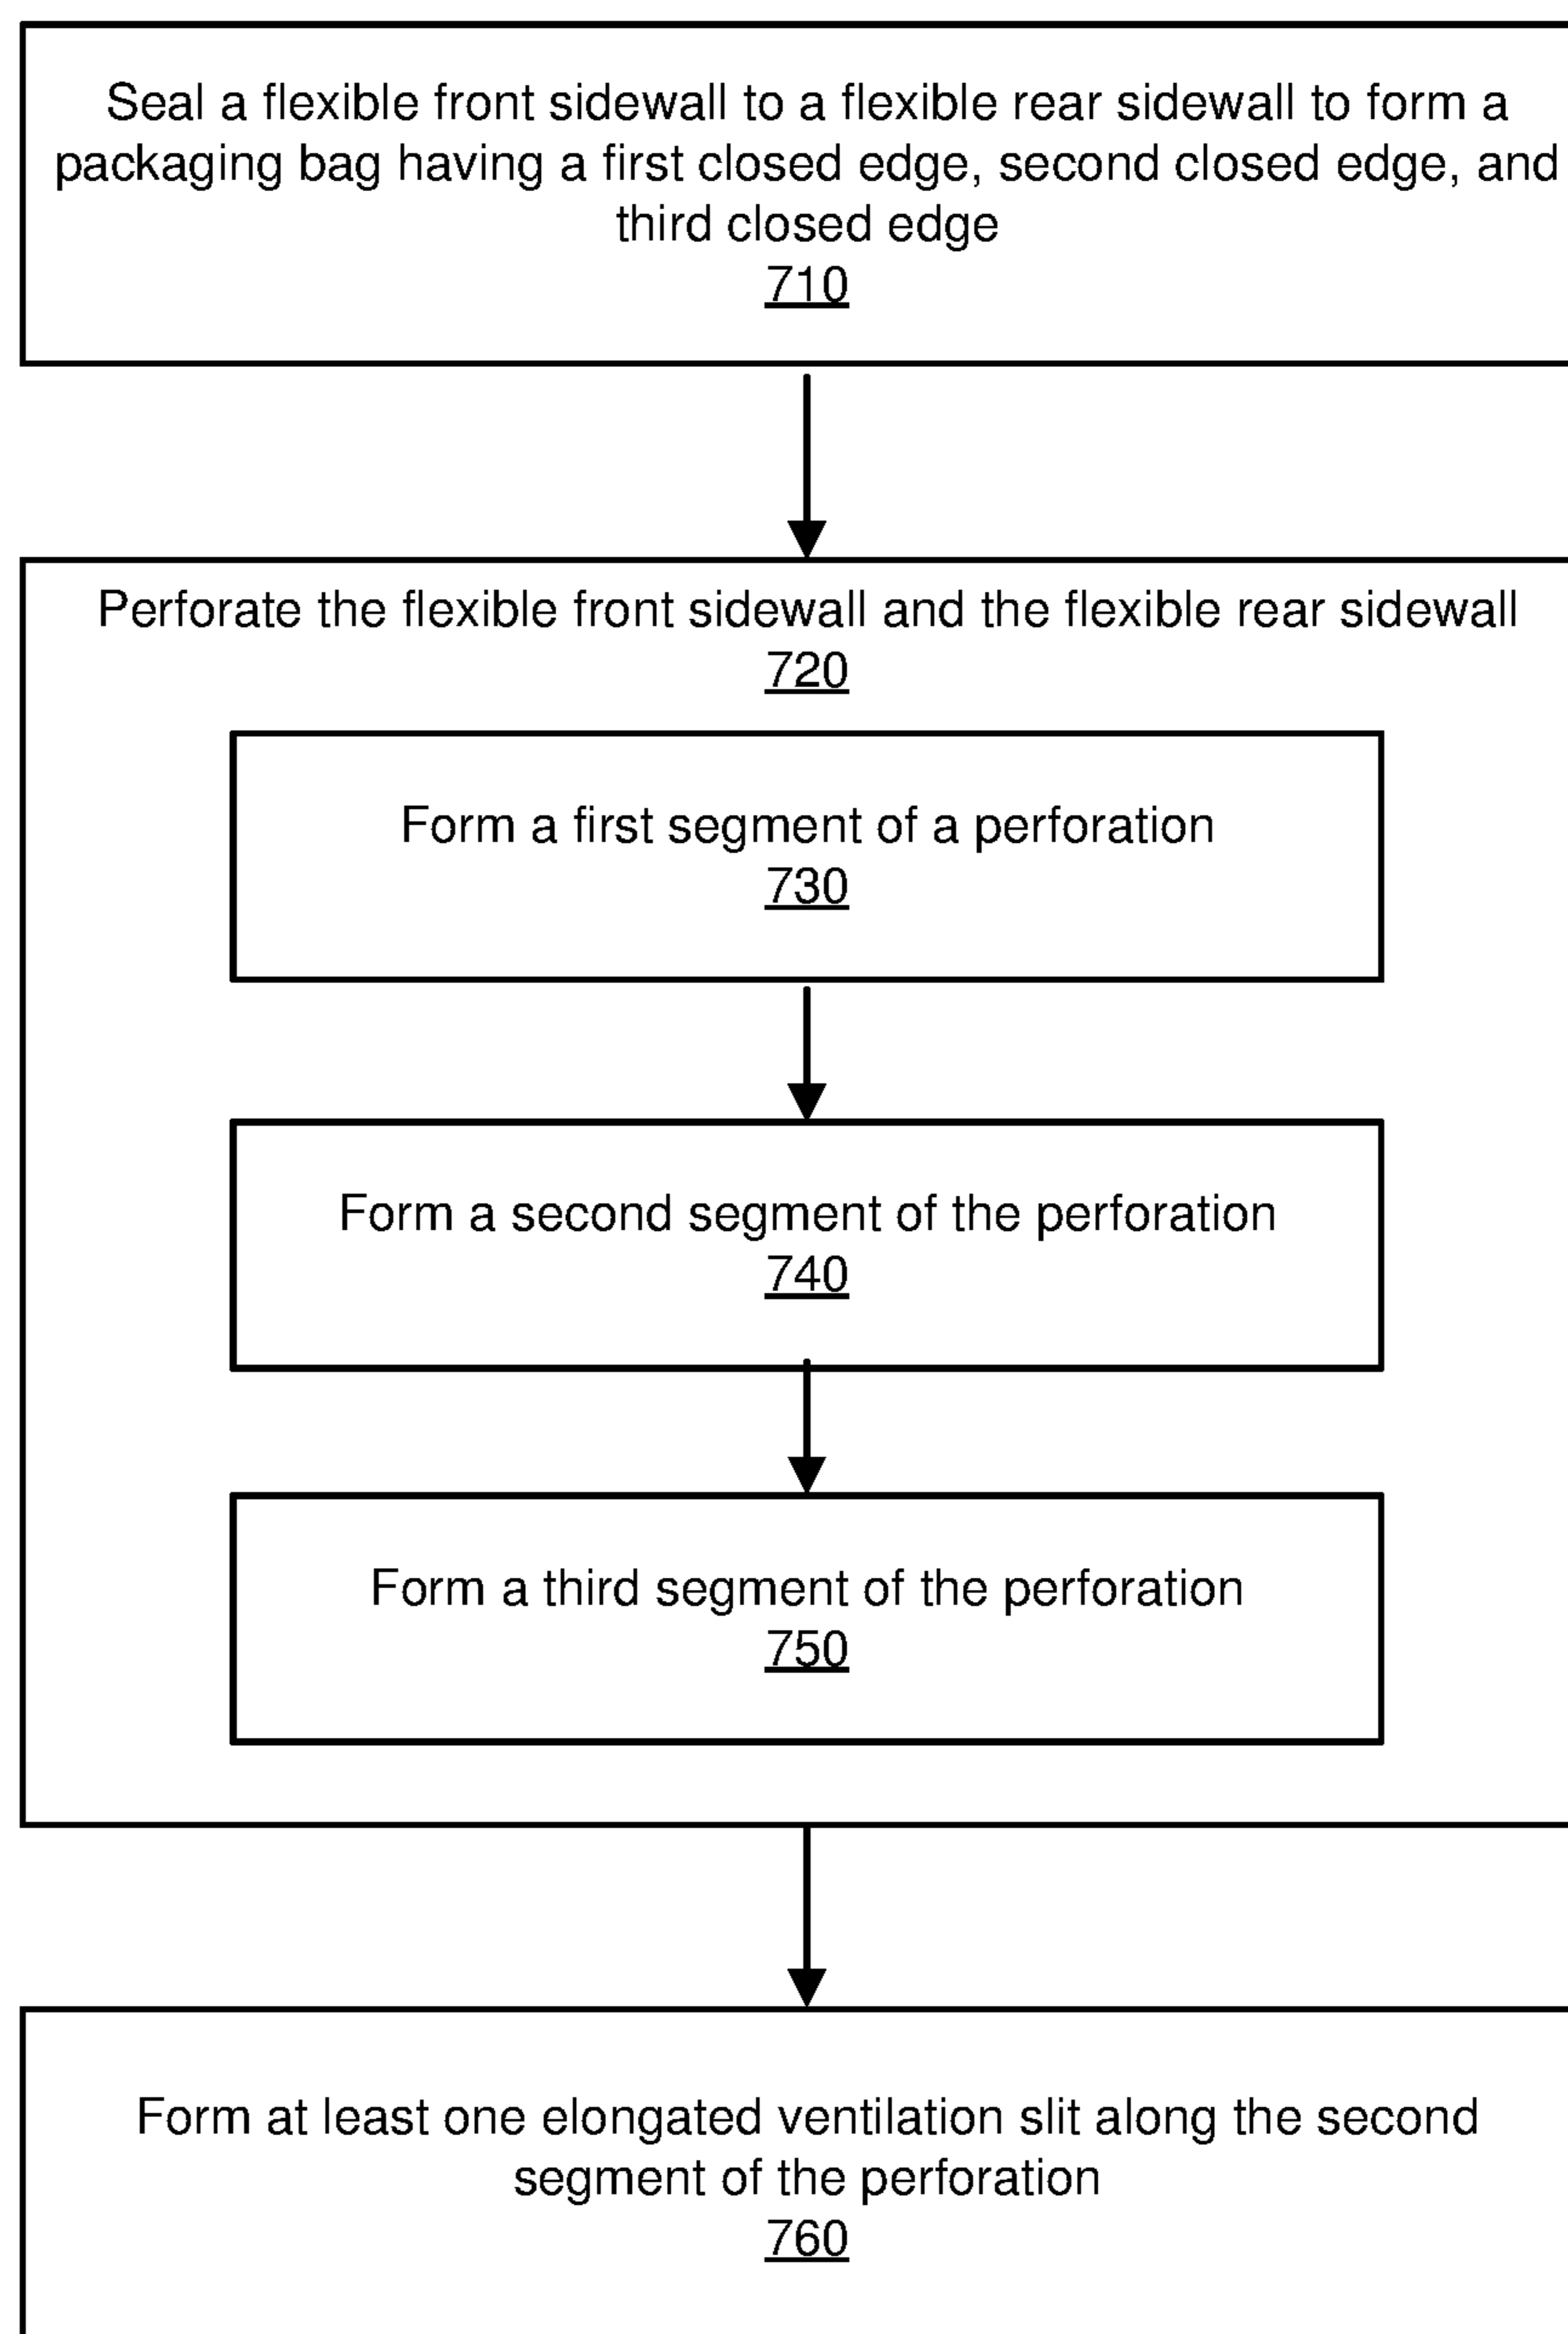 Seal a flexible front sidewall to a flexible rear sidewall to form a
packaging bag having a first closed edge, second closed edge, and
third closed edge
710
Perforate the flexible front sidewall and the flexible rear sidewall
720
Form a first segment of a perforation
730
Form a second segment of the perforation
740
Form a third segment of the perforation
750
Form at least one elongated ventilation slit along the second
segment of the perforation
760